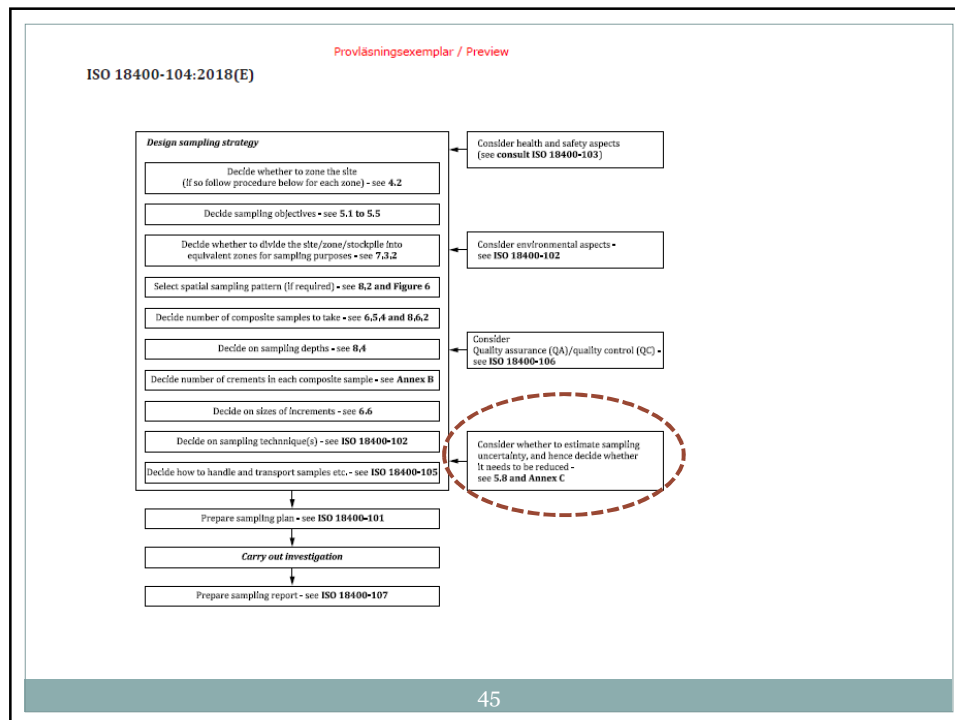 Provläsningsexemplar / Preview
ISO 18400-104:2018(E)
Design sampling strategy
Decide whether to zone the site
(if so follow procedure below for each zone) - see 4.2
Decide sampling objectives - see 5.1 to 5.5
Decide whether to divide the site/zone/stockpile into
equivalent zones for sampling purposes - see 7,3,2
Select spatial sampling pattern (if required) - see 8,2 and Figure 6
Decide number of composite samples to take - see 6,5,4 and 8,6,2
Decide on sampling depths - see 8,4
Decide number of crements in each composite sample - see Annex B
Decide on sizes of increments - see 6.6
Decide on sampling technnique(s) - see ISO 18400-102
Decide how to handle and transport samples etc. - see ISO 18400-105
Consider health and safety aspects
(see consult ISO 18400-103)
Consider environmental aspects -
see ISO 18400-102
Consider
Quality assurance (QA)/quality control (QC) -
see ISO 18400-106
Consider whether to estimate sampling
uncertainty, and hence decide whether
it needs to be reduced -
see 5.8 and Annex C
Prepare sampling plan - see ISO 18400-101
Carry out investigation
Prepare sampling report - see ISO 18400-107
45